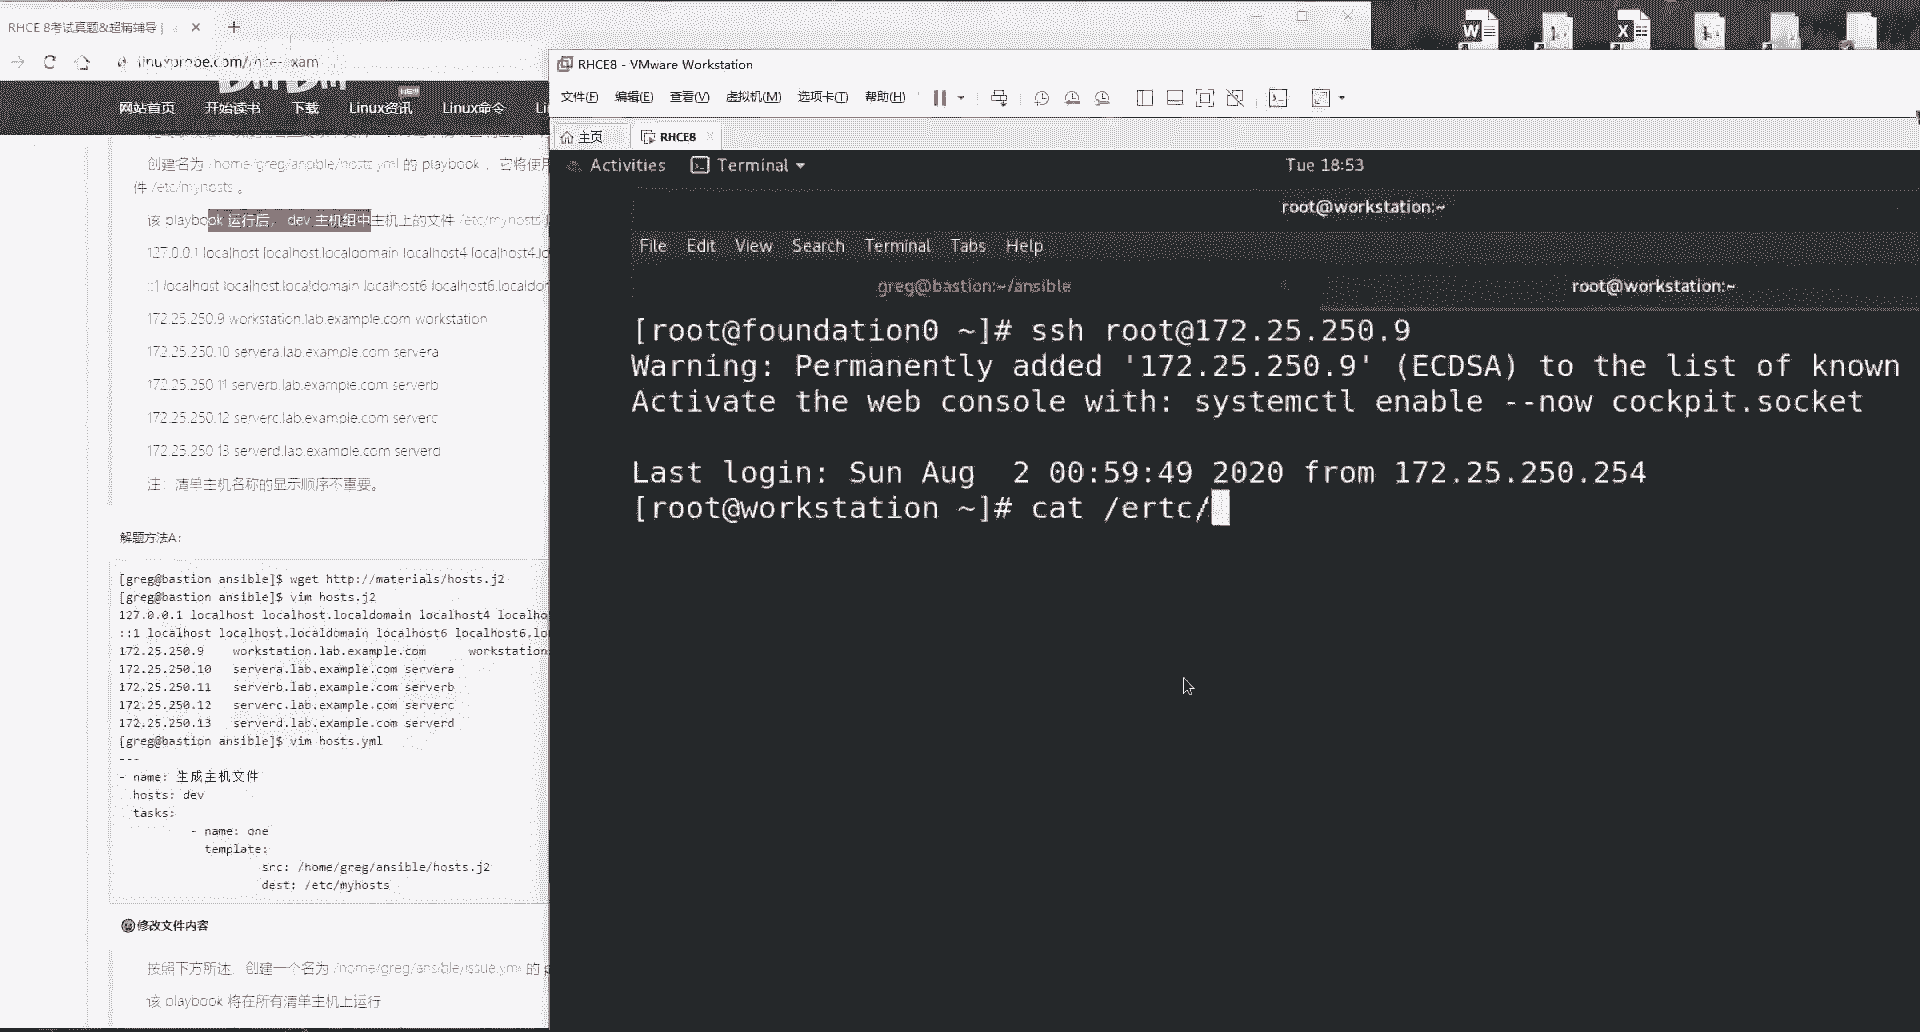 RHCE 8考试真题&超精辅导
linuxprobe.com/
网站首页 开始读书 下载 Linux资讯 Linux命令
创建名为 /home/greg/ansible/hosts.yml 的 playbook ，它将使用
件 /etc/myhosts 。
该 playbook 运行后， dev 主机组中主机上的文件 /etc/myhosts
127.0.0.1 localhost localhost.localdomain localhost4
::1 localhost localhost.localdomain localhost6
172.25.250.9 workstation.lab.example.com workstation
172.25.250.10 servera.lab.example.com servera
172.25.250.11 serverb.lab.example.com serverb
172.25.250.12 serverc.lab.example.com serverc
172.25.250.13 serverd.lab.example.com serverd
注：清单主机名称的显示顺序不重要。
解题方法A:
[greg@bastion ansible]$ wget http://materials/hosts.j2
[greg@bastion ansible]$ vim hosts.j2
127.0.0.1 localhost localhost.localdomain localhost4
::1 localhost localhost.localdomain localhost6
172.25.250.9 workstation.lab.example.com workstation
172.25.250.10 servera.lab.example.com servera
172.25.250.11 serverb.lab.example.com serverb
172.25.250.12 serverc.lab.example.com serverc
172.25.250.13 serverd.lab.example.com serverd
[greg@bastion ansible]$ vim hosts.yml
---
- name: 生成主机文件
hosts: dev
tasks:
- name: one
template:
src: /home/greg/ansible/hosts.j2
dest: /etc/myhosts
修改文件内容
按照下方所述，创建一个名为 /home/greg/ansible/issue.yml 的
该 playbook 将在所有清单主机上运行
RHCE8 - VMware Workstation
文件(F) 编辑(E) 查看(V) 虚拟机(M) 选项卡(T) 帮助(H)
主页 RHCE8
Activities Terminal Tue 18:53
root@workstation:~
File Edit View Search Terminal Tabs Help
greg@bastion:~/ansible root@workstation:~
[root@foundation0 ~]# ssh root@172.25.250.9
Warning: Permanently added '172.25.250.9' (ECDSA) to the list of known
Activate the web console with: systemctl enable --now cockpit.socket
Last login: Sun Aug  2 00:59:49 2020 from 172.25.250.254
[root@workstation ~]# cat /ertc/